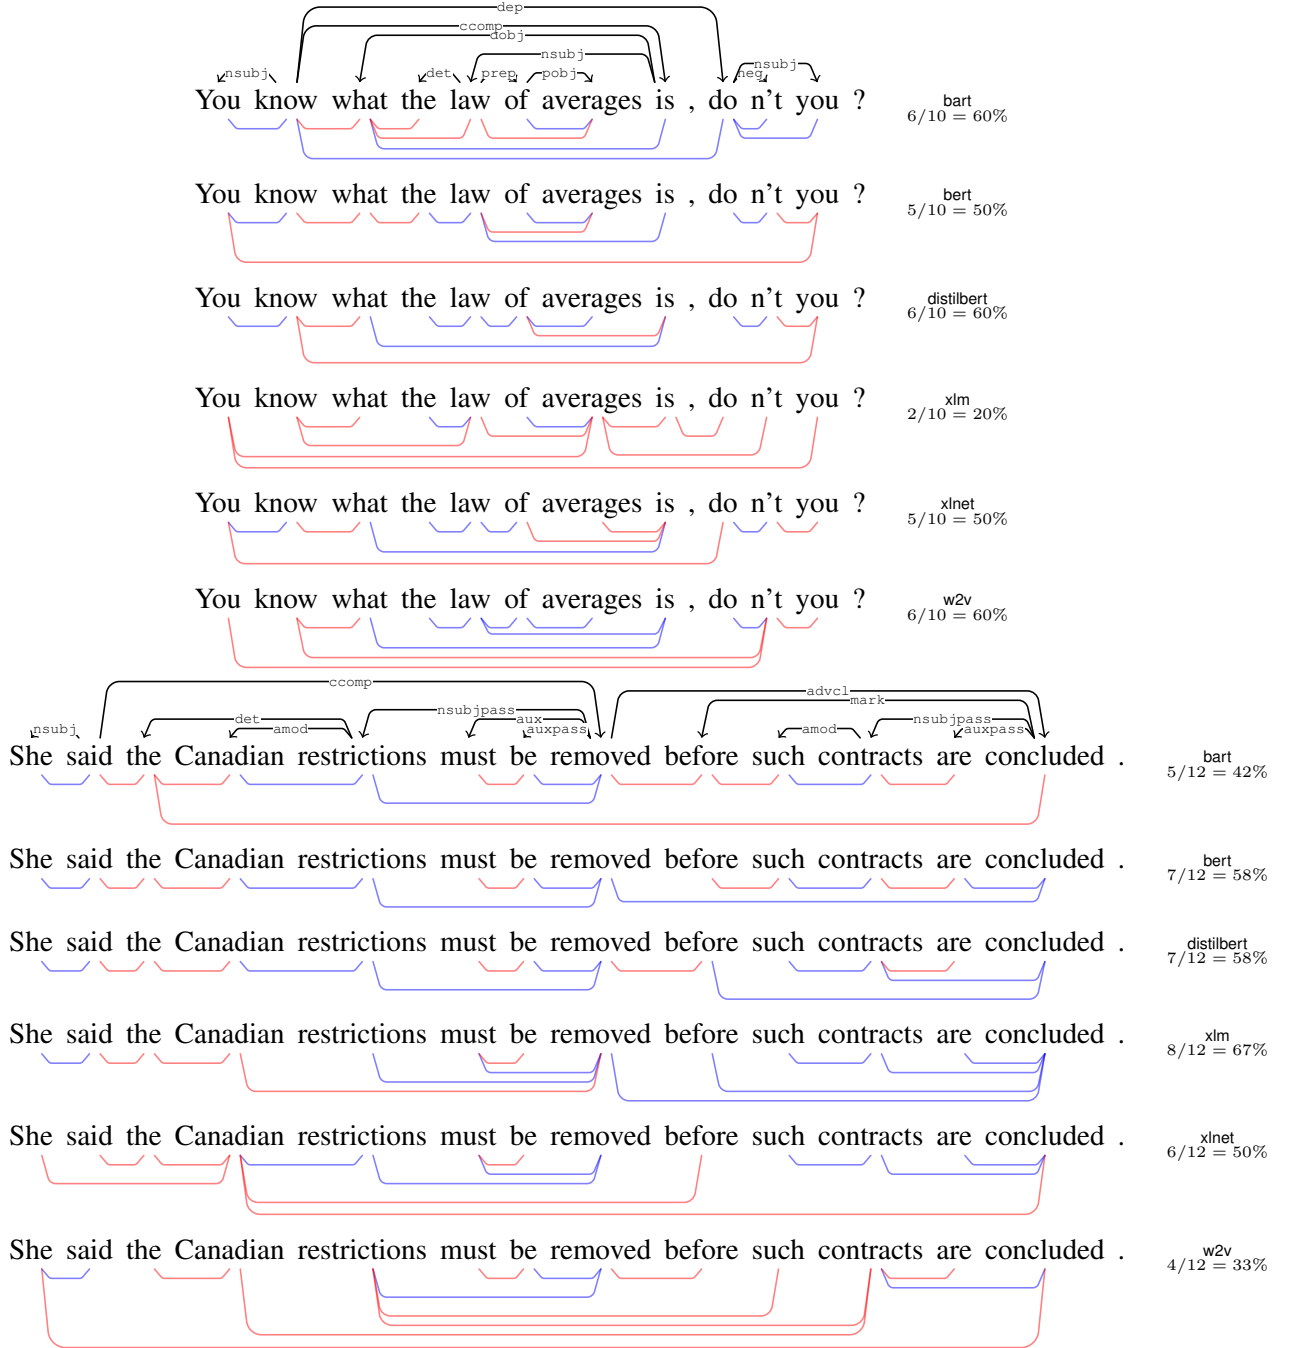 dep
ccomp
dobj
nsubj
nsubj det prep pobj neg nsubj
You know what the law of averages is , do n't you ?
bart
6/10 = 60%
You know what the law of averages is , do n't you ?
bert
5/10 = 50%
You know what the law of averages is , do n't you ?
distilbert
6/10 = 60%
You know what the law of averages is , do n't you ?
xlm
2/10 = 20%
You know what the law of averages is , do n't you ?
xlnet
5/10 = 50%
You know what the law of averages is , do n't you ?
w2v
6/10 = 60%
ccomp advcl
mark
nsubjpass
det aux nsubjpass
nsubj amod auxpass amod auxpass
She said the Canadian restrictions must be removed before such contracts are concluded .
bart
5/12 = 42%
She said the Canadian restrictions must be removed before such contracts are concluded .
bert
7/12 = 58%
She said the Canadian restrictions must be removed before such contracts are concluded .
distilbert
7/12 = 58%
She said the Canadian restrictions must be removed before such contracts are concluded .
xlm
8/12 = 67%
She said the Canadian restrictions must be removed before such contracts are concluded .
xlnet
6/12 = 50%
She said the Canadian restrictions must be removed before such contracts are concluded .
w2v
4/12 = 33%